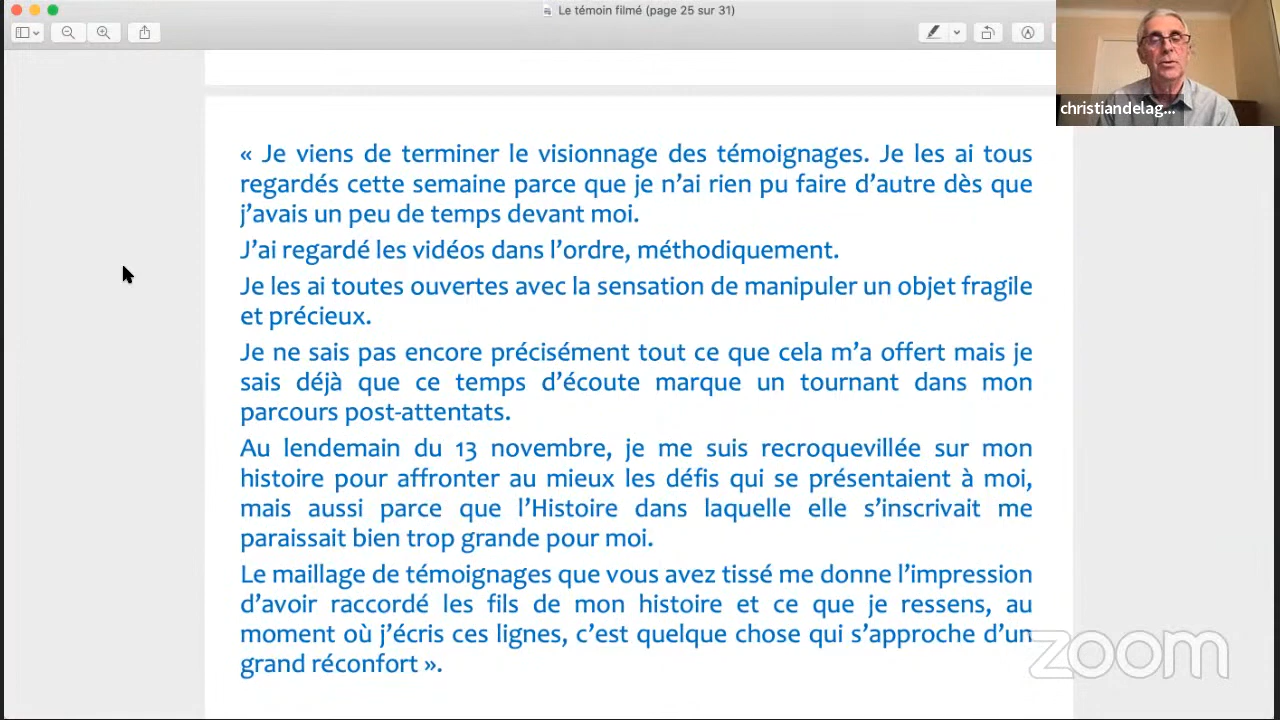 Le témoin filmé (page 25 sur 31)
christiandelag...
« Je viens de terminer le visionnage des témoignages. Je les ai tous
regardés cette semaine parce que je n’ai rien pu faire d’autre dès que
j’avais un peu de temps devant moi.
J’ai regardé les vidéos dans l’ordre, méthodiquement.
Je les ai toutes ouvertes avec la sensation de manipuler un objet fragile
et précieux.
Je ne sais pas encore précisément tout ce que cela m’a offert mais je
sais déjà que ce temps d’écoute marque un tournant dans mon
parcours post-attentats.
Au lendemain du 13 novembre, je me suis recroquevillée sur mon
histoire pour affronter au mieux les défis qui se présentaient à moi,
mais aussi parce que l’Histoire dans laquelle elle s’inscrivait me
paraissait bien trop grande pour moi.
Le maillage de témoignages que vous avez tissé me donne l’impression
d’avoir raccordé les fils de mon histoire et ce que je ressens, au
moment où j’écris ces lignes, c’est quelque chose qui s’approche d’un
grand réconfort ».
zoom